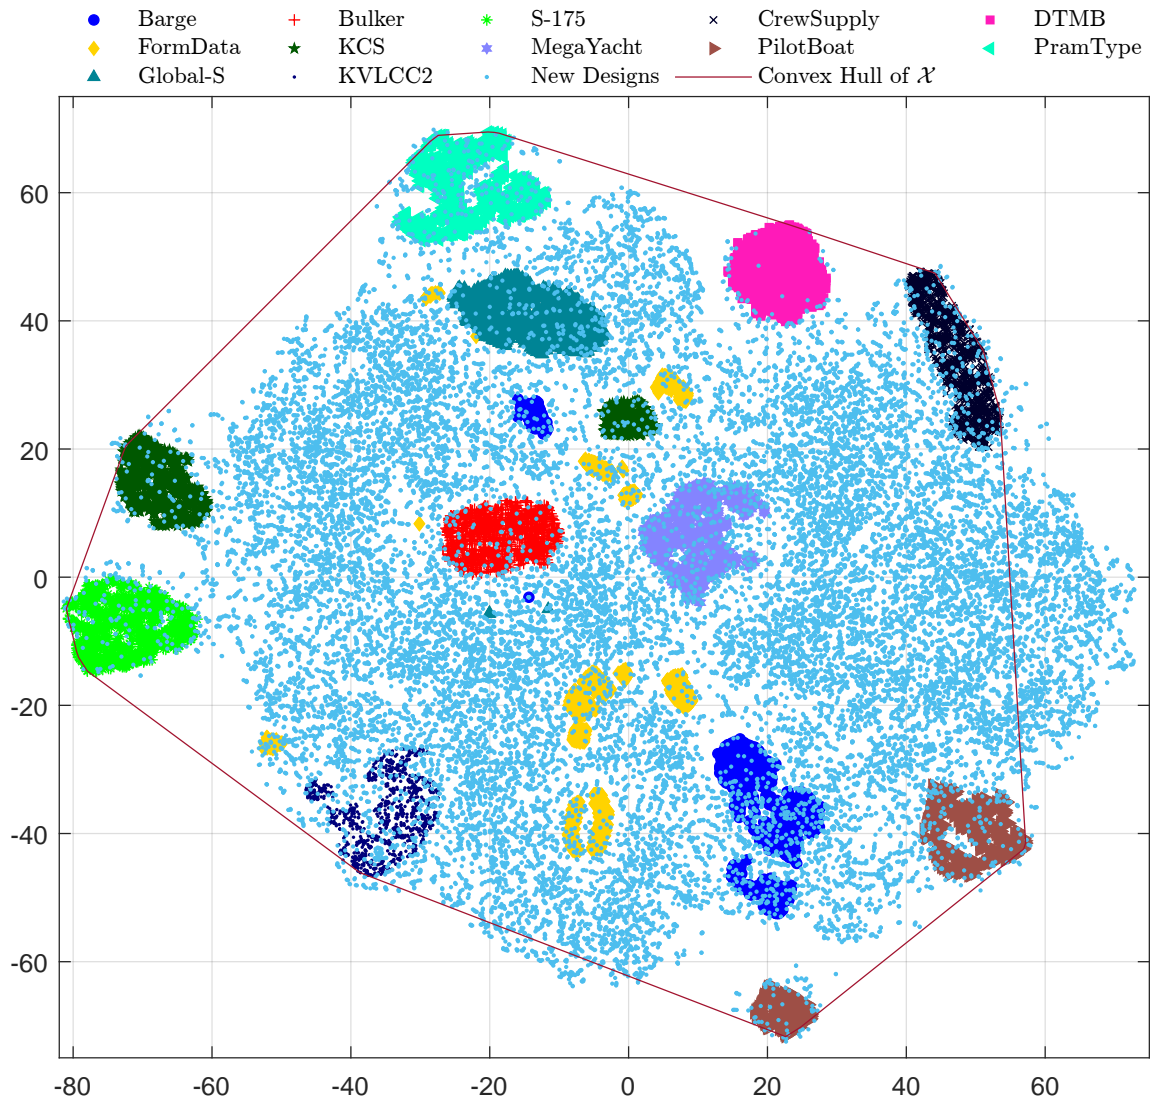 Barge Bulker S-175 CrewSupply DTMB
FormData KCS MegaYacht PilotBoat PramType
Global-S KVLCC2 New Designs Convex Hull of 𝒳
60
40
20
0
-20
-40
-60
-80 -60 -40 -20 0 20 40 60